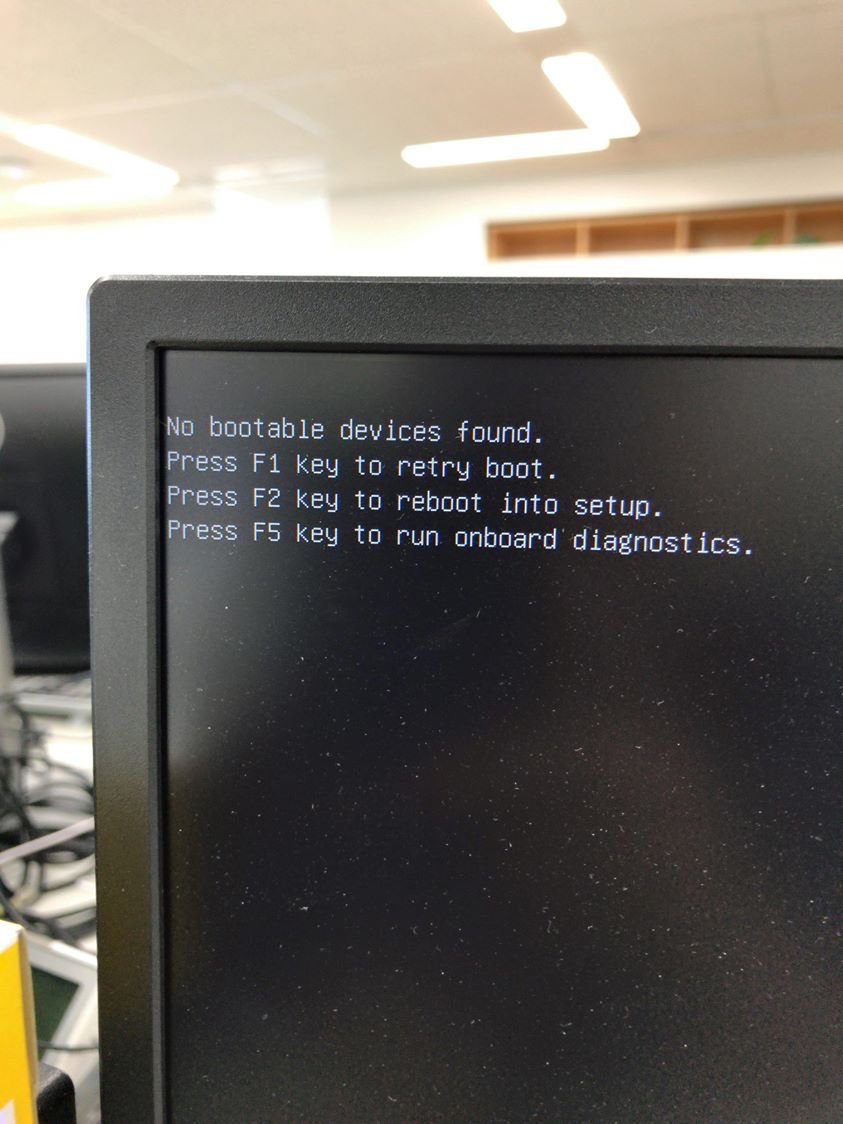 No bootable devices found.
Press F1 key to retry boot.
Press F2 key to reboot into setup.
Press F5 key to run onboard diagnostics.